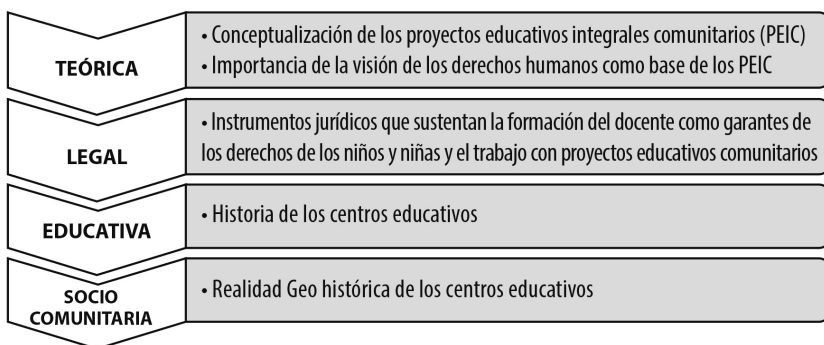 TEÓRICA
• Conceptualización de los proyectos educativos integrales comunitarios (PEIC)
• Importancia de la visión de los derechos humanos como base de los PEIC
LEGAL
• Instrumentos jurídicos que sustentan la formación del docente como garantes de
los derechos de los niños y niñas y el trabajo con proyectos educativos comunitarios
EDUCATIVA
• Historia de los centros educativos
SOCIO
COMUNITARIA
• Realidad Geo histórica de los centros educativos